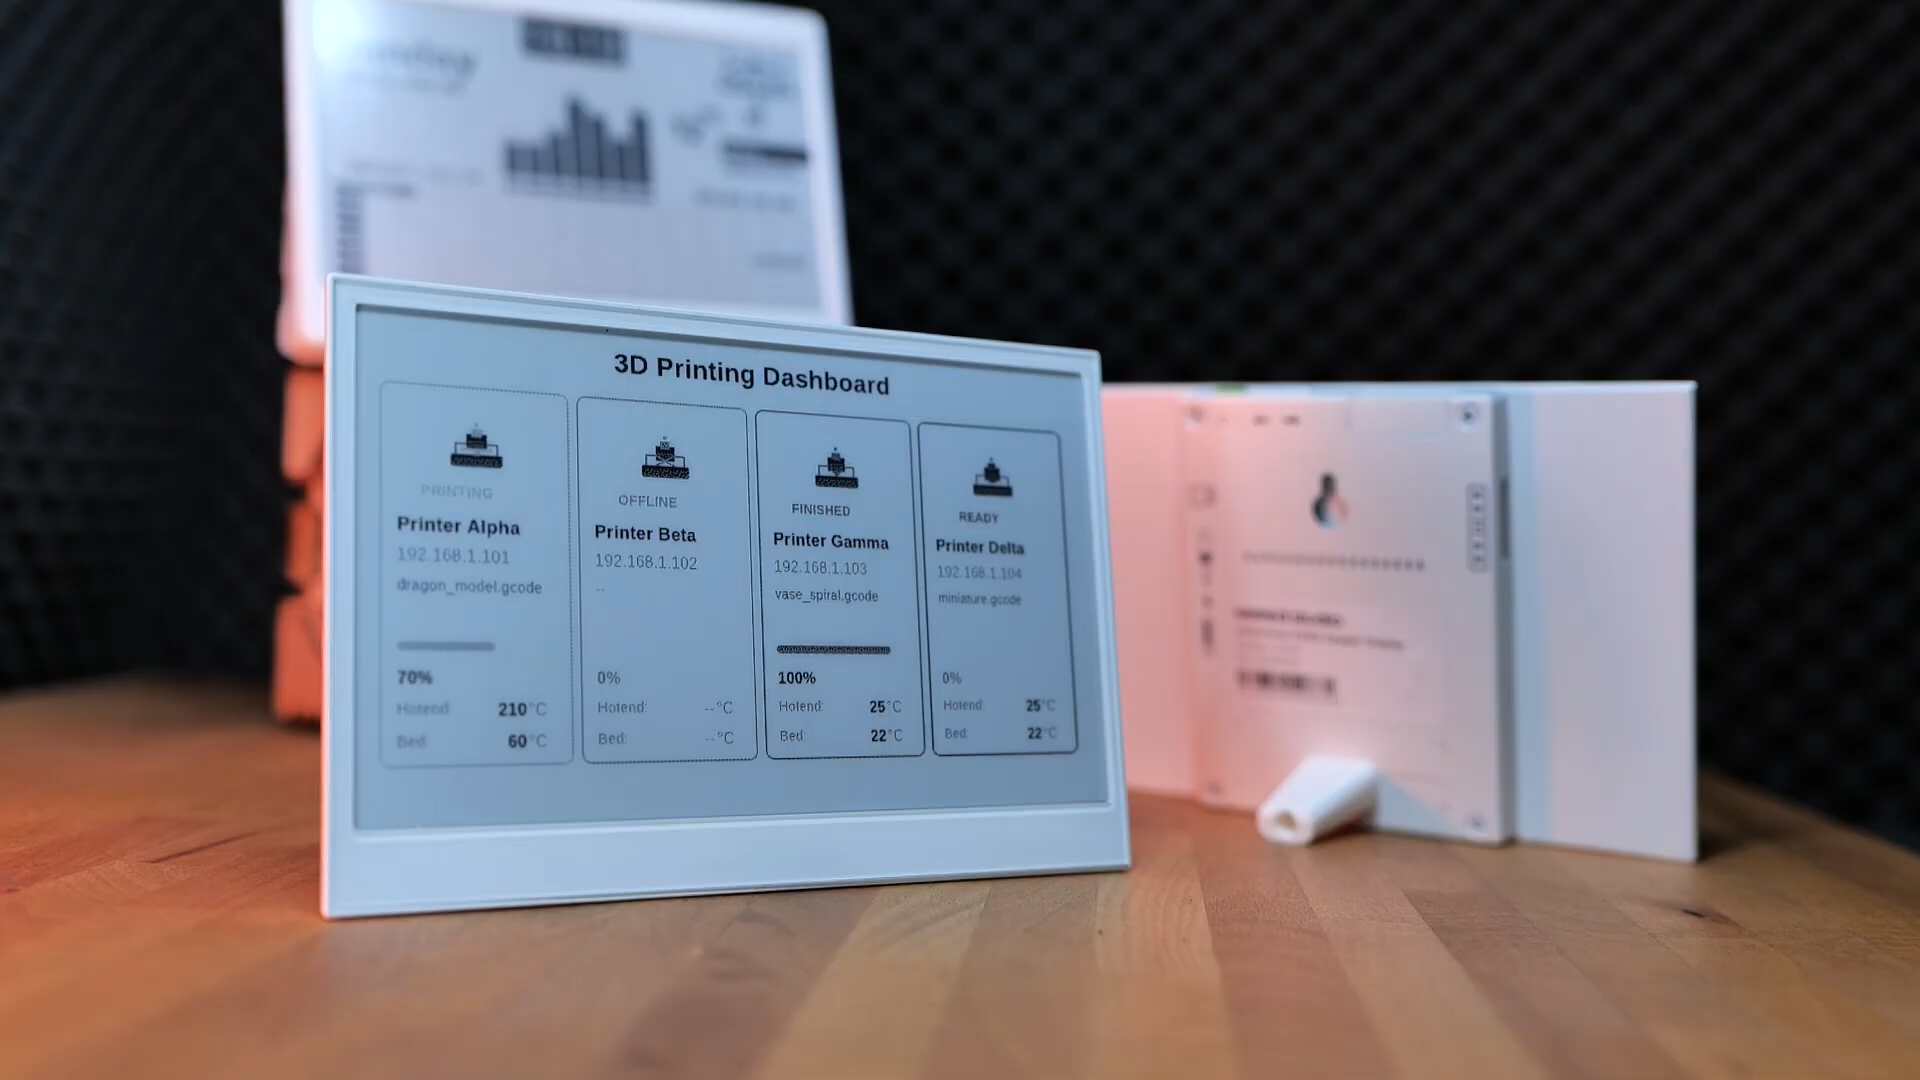 3D Printing Dashboard
PRINTING
Printer Alpha
192.168.1.101
dragon_model.gcode
70%
Hotend: 210°C
Bed: 60°C
OFFLINE
Printer Beta
192.168.1.102
--
0%
Hotend: --°C
Bed: --°C
FINISHED
Printer Gamma
192.168.1.103
vase_spiral.gcode
100%
Hotend: 25°C
Bed: 22°C
READY
Printer Delta
192.168.1.104
miniature.gcode
0%
Hotend: 25°C
Bed: 22°C